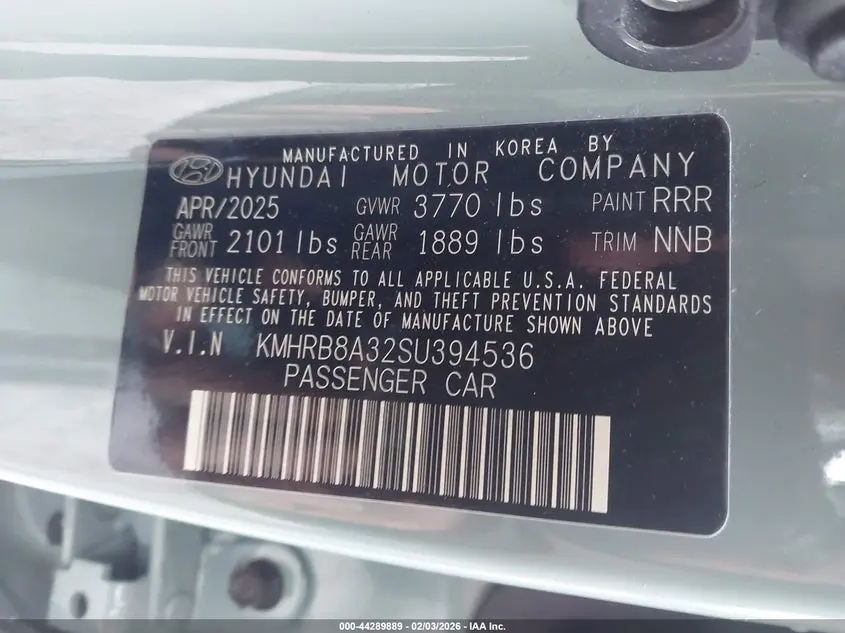 MANUFACTURED IN KOREA BY
HYUNDAI MOTOR COMPANY
APR/2025 GVWR 3770 lbs PAINT RRR
GAWR FRONT 2101 lbs GAWR REAR 1889 lbs TRIM NNB
THIS VEHICLE CONFORMS TO ALL APPLICABLE U.S.A. FEDERAL
MOTOR VEHICLE SAFETY, BUMPER, AND THEFT PREVENTION STANDARDS
IN EFFECT ON THE DATE OF MANUFACTURE SHOWN ABOVE
V.I.N KMHRB8A32SU394536
PASSENGER CAR
000-44289889 - 02/03/2026 - IAA Inc.